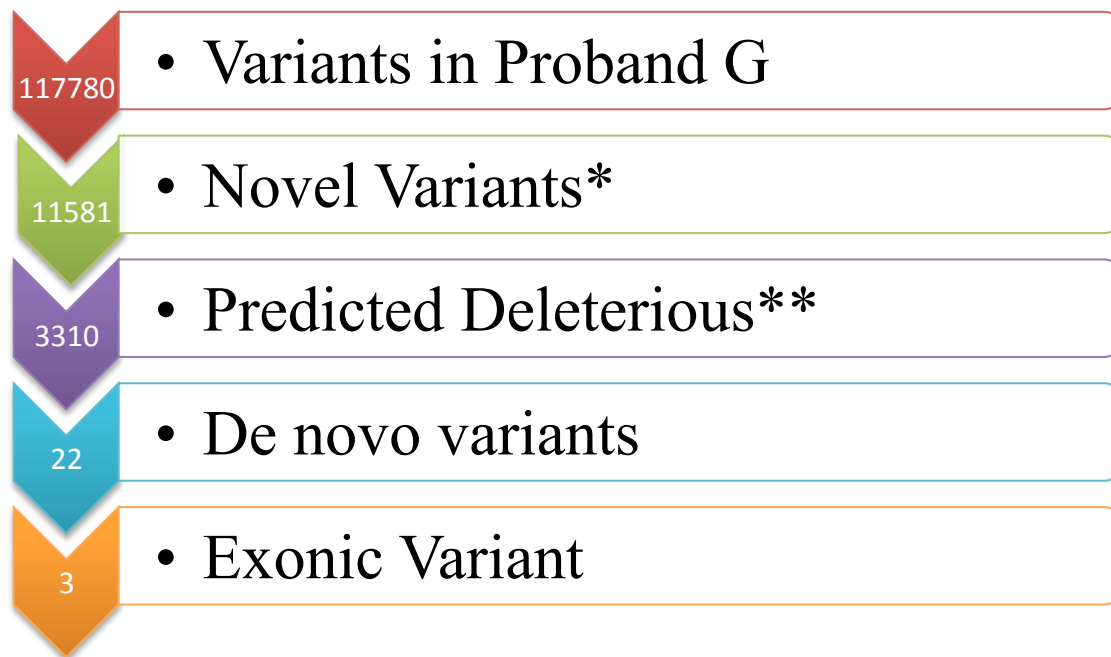 117780
• Variants in Proband G
11581
• Novel Variants*
3310
• Predicted Deleterious**
22
• De novo variants
3
• Exonic Variant